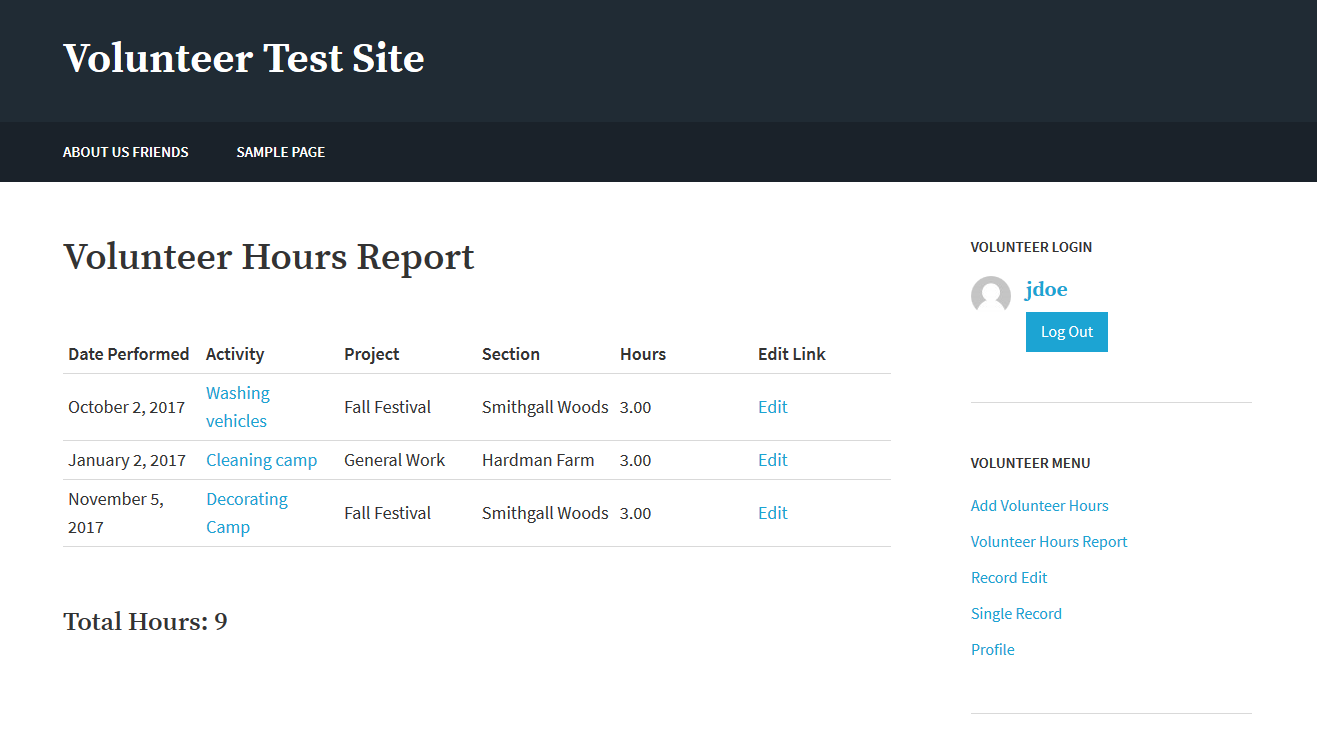 Volunteer Test Site
ABOUT US FRIENDS SAMPLE PAGE
Volunteer Hours Report
Date Performed Activity Project Section Hours Edit Link
October 2, 2017 Washing vehicles Fall Festival Smithgall Woods 3.00 Edit
January 2, 2017 Cleaning camp General Work Hardman Farm 3.00 Edit
November 5, 2017 Decorating Camp Fall Festival Smithgall Woods 3.00 Edit
Total Hours: 9
VOLUNTEER LOGIN
jdoe
Log Out
VOLUNTEER MENU
Add Volunteer Hours
Volunteer Hours Report
Record Edit
Single Record
Profile